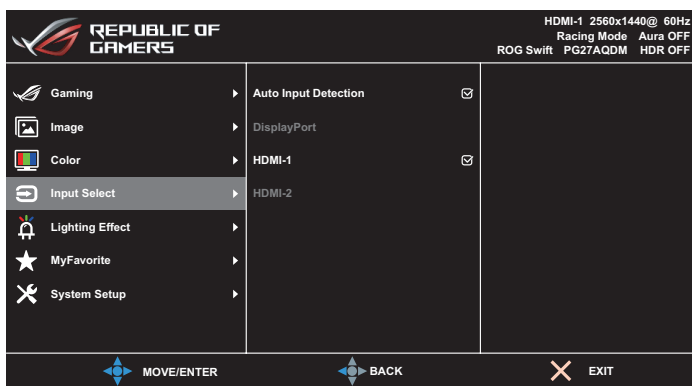 REPUBLIC OF
GAMERS
HDMI-1 2560x1440@ 60Hz
Racing Mode Aura OFF
ROG Swift PG27AQDM HDR OFF
Gaming
Image
Color
Input Select
Lighting Effect
MyFavorite
System Setup
Auto Input Detection
DisplayPort
HDMI-1
HDMI-2
MOVE/ENTER
BACK
EXIT